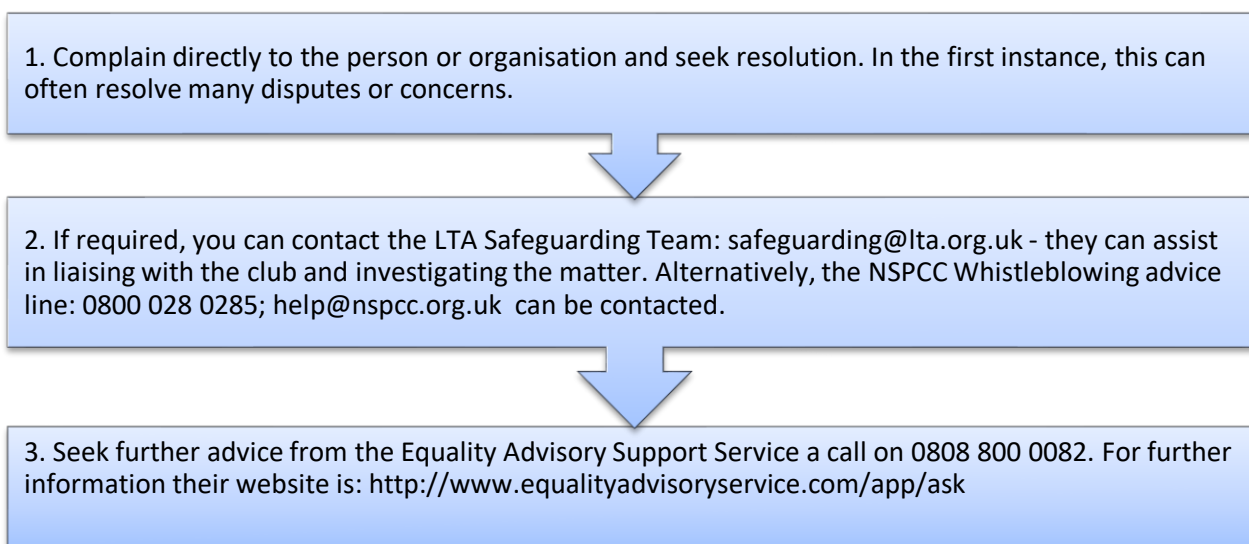 1. Complain directly to the person or organisation and seek resolution. In the first instance, this can
often resolve many disputes or concerns.
2. If required, you can contact the LTA Safeguarding Team: safeguarding@lta.org.uk - they can assist
in liaising with the club and investigating the matter. Alternatively, the NSPCC Whistleblowing advice
line: 0800 028 0285; help@nspcc.org.uk  can be contacted.
3. Seek further advice from the Equality Advisory Support Service a call on 0808 800 0082. For further
information their website is: http://www.equalityadvisoryservice.com/app/ask